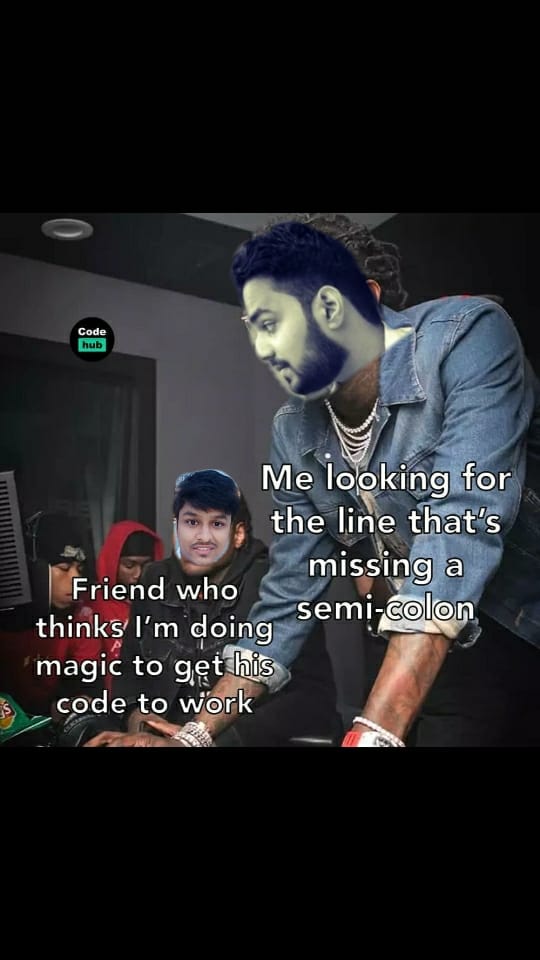 Code
hub
Me looking for
the line that's
missing a
semi-colon
Friend who
thinks I'm doing
magic to get his
code to work